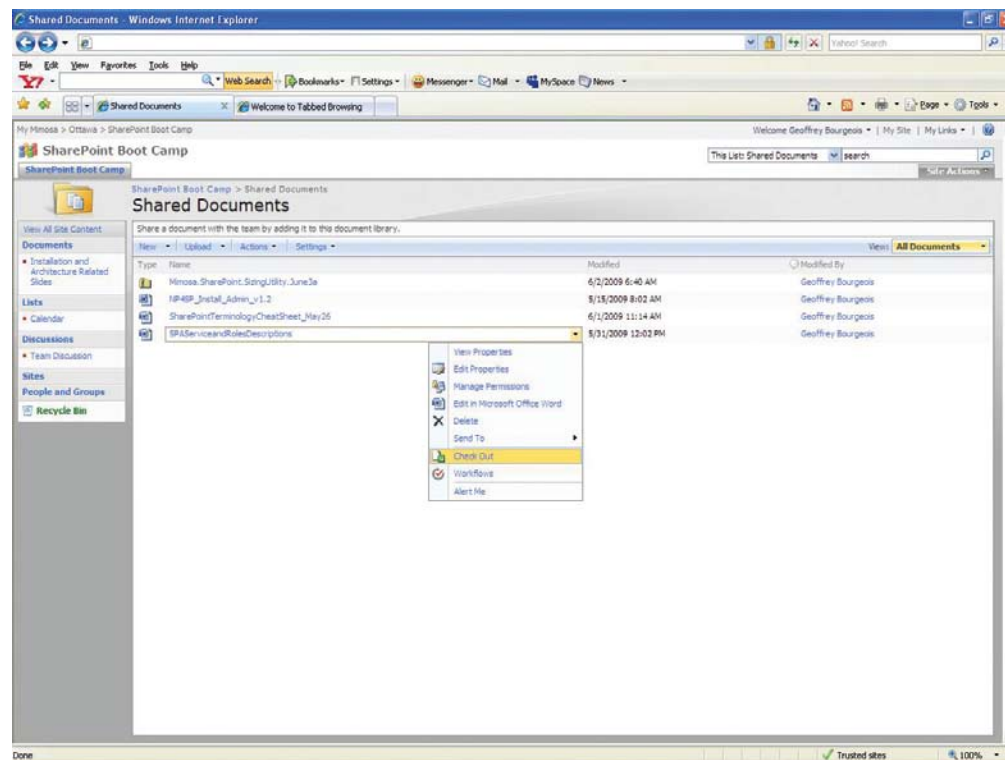 Shared Documents - Windows Internet Explorer
Yahoo! Search
File Edit View Favorites Tools Help
Web Search Bookmarks Settings Messenger Mail MySpace News
Shared Documents Welcome to Tabbed Browsing Page Tools
My Mimosa > Ottawa > SharePoint Boot Camp Welcome Geoffrey Bourgeois | My Site | My Links
SharePoint Boot Camp This List: Shared Documents search
SharePoint Boot Camp Site Actions
SharePoint Boot Camp > Shared Documents
Shared Documents
View All Site Content Share a document with the team by adding it to this document library.
Documents New Upload Actions Settings View: All Documents
Installation and Architecture Related Slides
Lists
Calendar
Discussions
Team Discussion
Sites
People and Groups
Recycle Bin
Type Name Modified Modified By
Mimosa.SharePoint.SizingUtility.June3a 6/2/2009 6:40 AM Geoffrey Bourgeois
NP4SP_Install_Admin_v1.2 5/15/2009 8:02 AM Geoffrey Bourgeois
SharePointTerminologyCheatSheet_May26 6/1/2009 11:14 AM Geoffrey Bourgeois
SPAServiceandRolesDescriptions 5/31/2009 12:02 PM Geoffrey Bourgeois
View Properties
Edit Properties
Manage Permissions
Edit in Microsoft Office Word
Delete
Send To
Check Out
Workflows
Alert Me
Done Trusted sites 100%